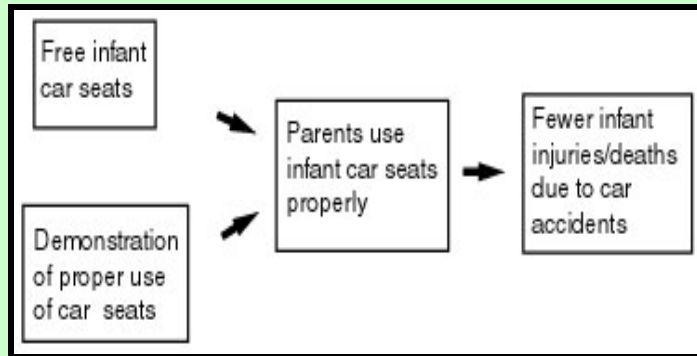 Free infant
car seats
Demonstration
of proper use
of car seats
Parents use
infant car seats
properly
Fewer infant
injuries/deaths
due to car
accidents